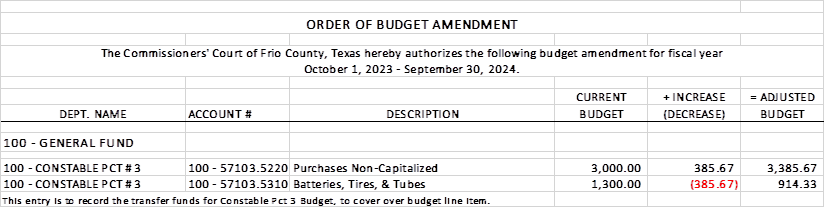 ORDER OF BUDGET AMENDMENT
The Commissioners' Court of Frio County, Texas hereby authorizes the following budget amendment for fiscal year
October 1, 2023 - September 30, 2024.
CURRENT + INCREASE = ADJUSTED
DEPT. NAME ACCOUNT # DESCRIPTION BUDGET (DECREASE) BUDGET
100 - GENERAL FUND
100 - CONSTABLE PCT # 3 100 - 57103.5220 Purchases Non-Capitalized 3,000.00 385.67 3,385.67
100 - CONSTABLE PCT # 3 100 - 57103.5310 Batteries, Tires, & Tubes 1,300.00 (385.67) 914.33
This entry is to record the transfer funds for Constable Pct 3 Budget, to cover over budget line item.